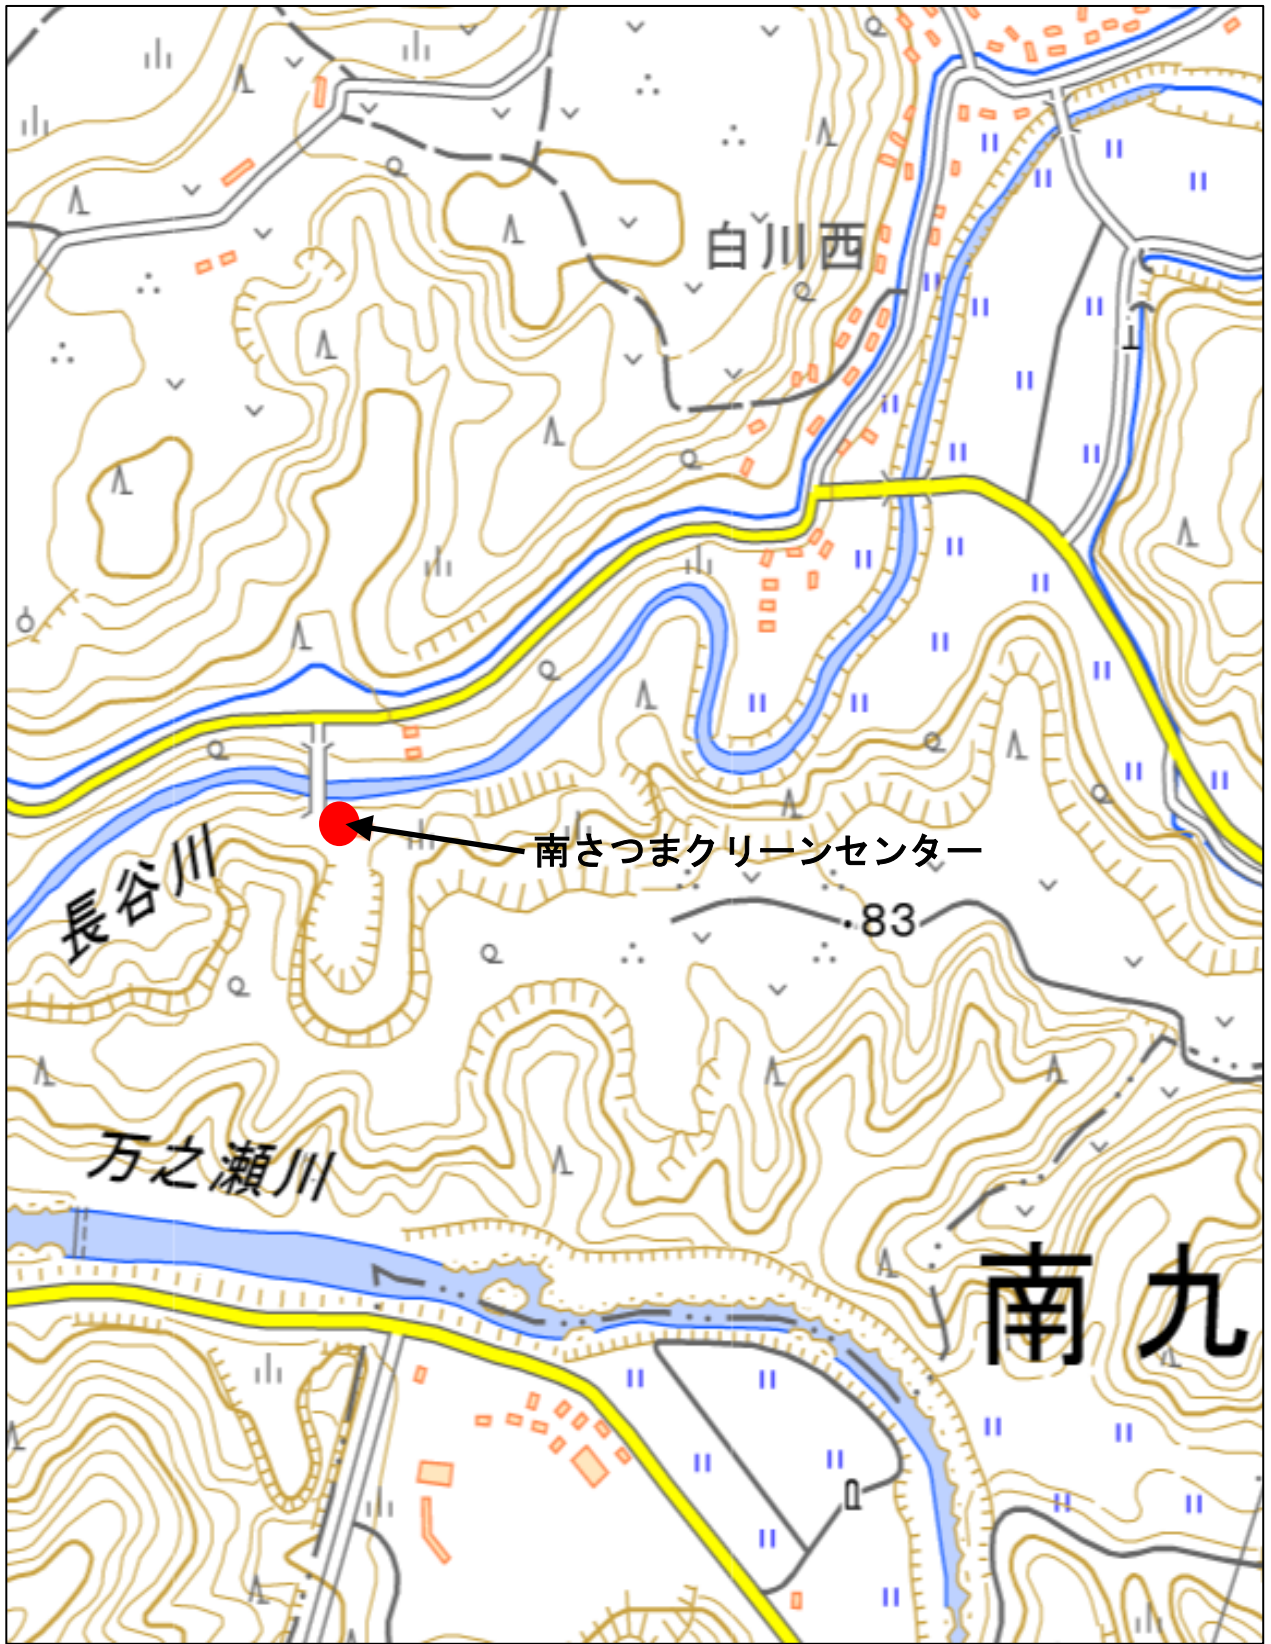 白川西
南さつまクリーンセンター
長谷川
・83
万之瀬川
南九